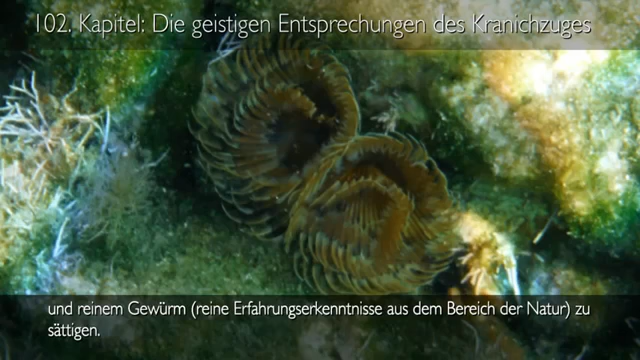 102. Kapitel: Die geistigen Entsprechungen des Kranichzuges
und reinem Gewürm (reine Erfahrungserkenntnisse aus dem Bereich der Natur) zu
sättigen.